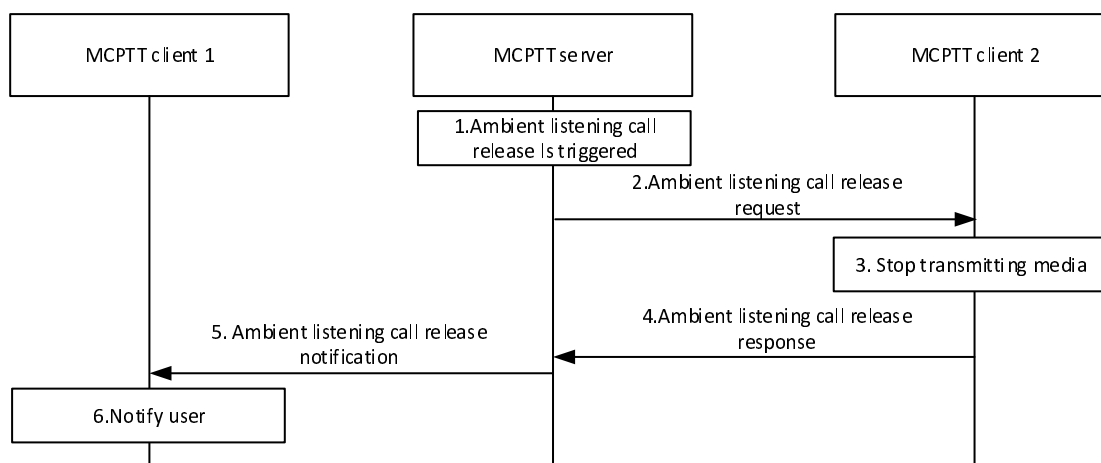 MCPTT client 1
MCPTT server
MCPTT client 2
1.Ambient listening call
release Is triggered
2.Ambient listening call release
request
3. Stop transmitting media
4.Ambient listening call release
response
5. Ambient listening call release
notification
6.Notify user